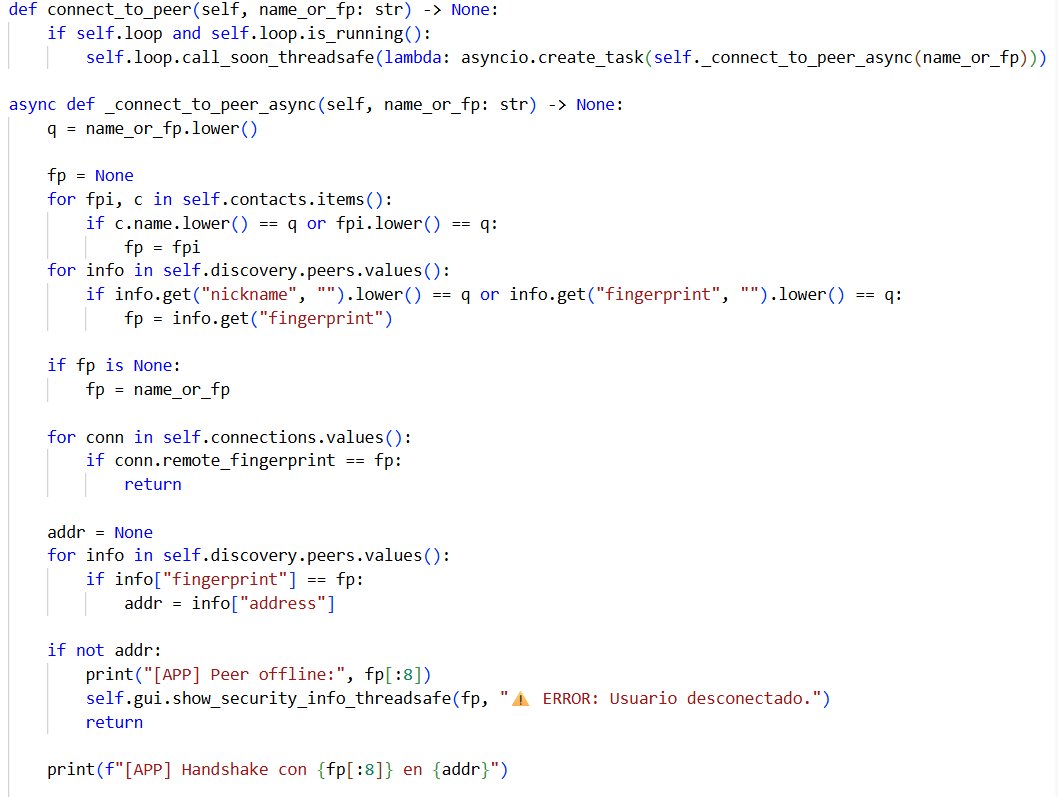 def connect_to_peer(self, name_or_fp: str) -> None:
    if self.loop and self.loop.is_running():
        self.loop.call_soon_threadsafe(lambda: asyncio.create_task(self._connect_to_peer_async(name_or_fp)))

async def _connect_to_peer_async(self, name_or_fp: str) -> None:
    q = name_or_fp.lower()

    fp = None
    for fpi, c in self.contacts.items():
        if c.name.lower() == q or fpi.lower() == q:
            fp = fpi
    for info in self.discovery.peers.values():
        if info.get("nickname", "").lower() == q or info.get("fingerprint", "").lower() == q:
            fp = info.get("fingerprint")

    if fp is None:
        fp = name_or_fp

    for conn in self.connections.values():
        if conn.remote_fingerprint == fp:
            return

    addr = None
    for info in self.discovery.peers.values():
        if info["fingerprint"] == fp:
            addr = info["address"]

    if not addr:
        print("[APP] Peer offline:", fp[:8])
        self.gui.show_security_info_threadsafe(fp, "⚠️ ERROR: Usuario desconectado.")
        return

    print(f"[APP] Handshake con {fp[:8]} en {addr}")